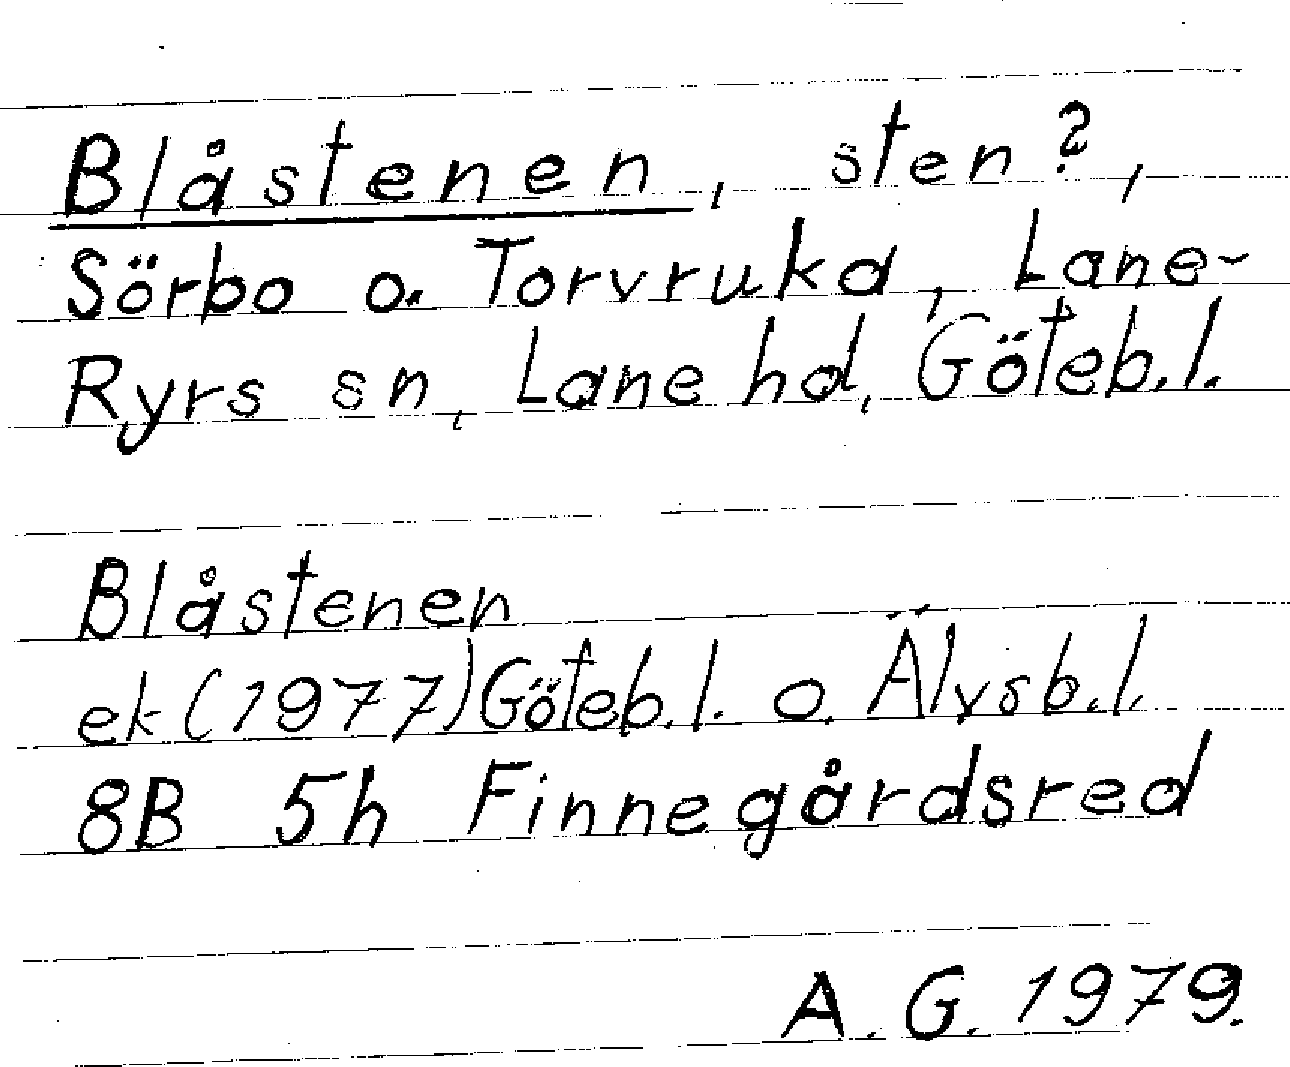 Blåstenen, sten?,
Sörbo o. Torvruka, Lane-
Ryrs sn, Lane hd, Göteb.l.
Blåstenen
ek (1977) Göteb.l. o. Älvsb.l.
8B 5h Finnegårdsred
A. G. 1979.